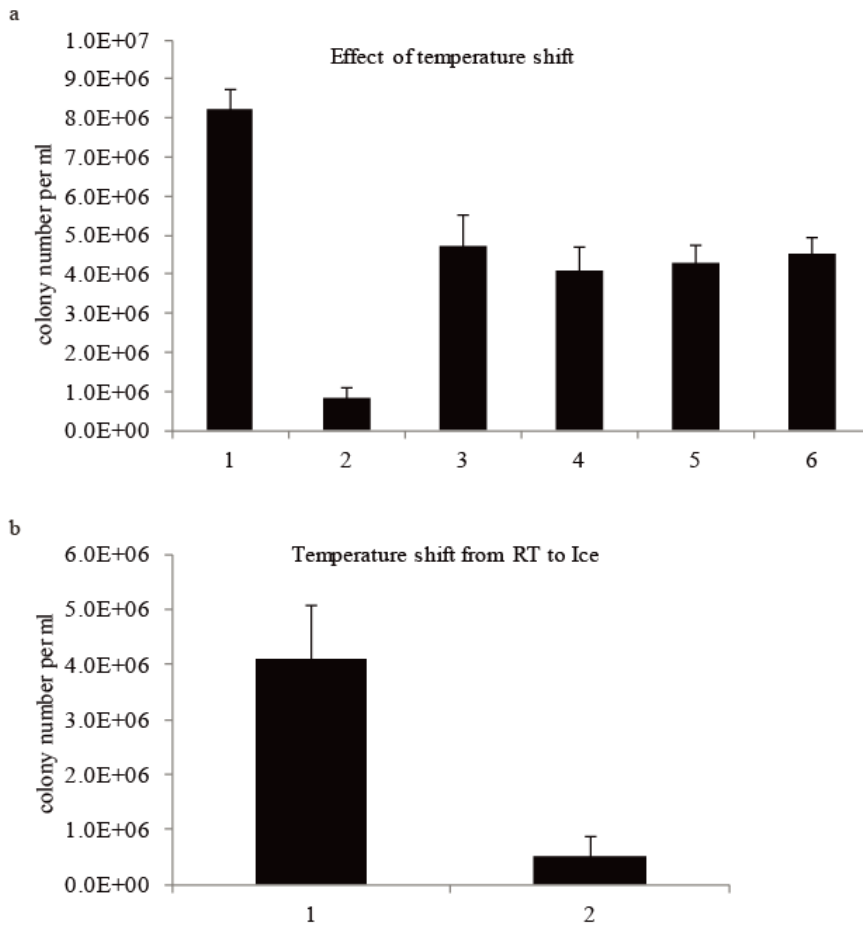 a
Effect of temperature shift
colony number per ml
1.0E+07
9.0E+06
8.0E+06
7.0E+06
6.0E+06
5.0E+06
4.0E+06
3.0E+06
2.0E+06
1.0E+06
0.0E+00
1 2 3 4 5 6
b
Temperature shift from RT to Ice
colony number per ml
6.0E+06
5.0E+06
4.0E+06
3.0E+06
2.0E+06
1.0E+06
0.0E+00
1 2